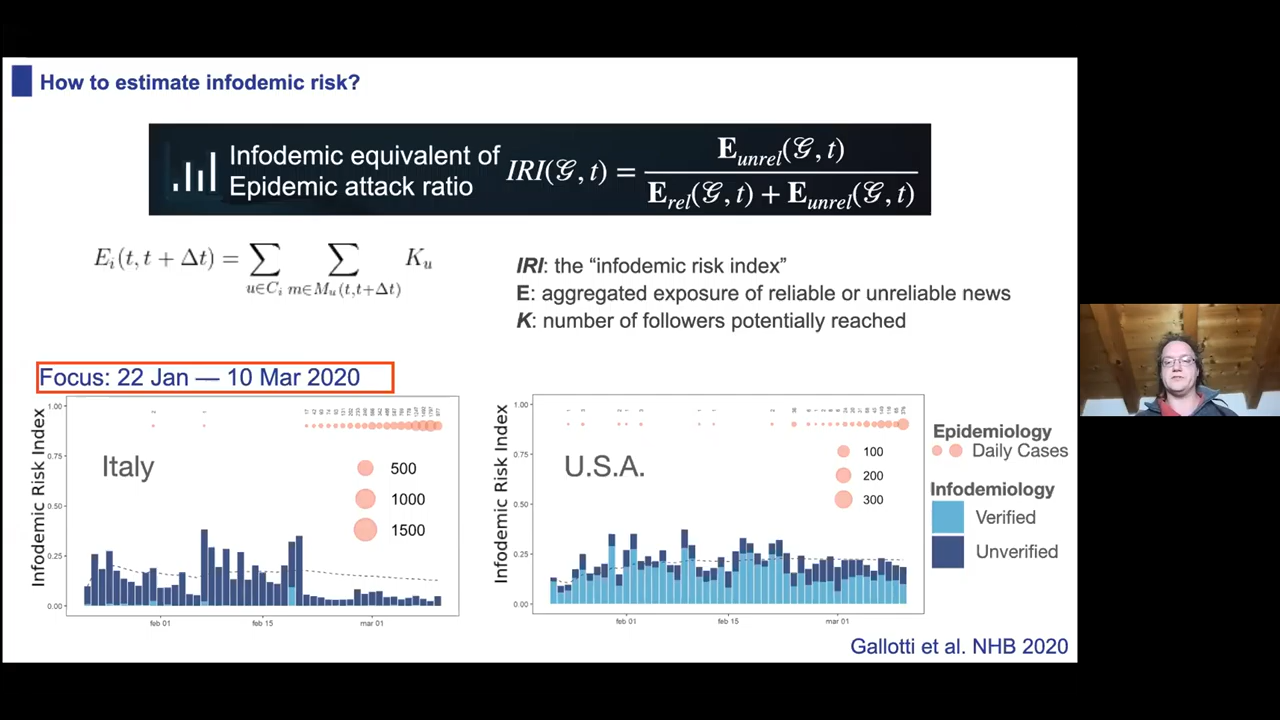 How to estimate infodemic risk?
Infodemic equivalent of
Epidemic attack ratio
IRI(𝒢, t) = E_unrel(𝒢, t) / E_rel(𝒢, t) + E_unrel(𝒢, t)
E_i(t, t + Δt) = ∑_{u∈C_i} ∑_{m∈M_u(t,t+Δt)} K_u
IRI: the “infodemic risk index”
E: aggregated exposure of reliable or unreliable news
K: number of followers potentially reached
Focus: 22 Jan — 10 Mar 2020
Infodemic Risk Index
1.00
0.75
0.50
0.25
0.00
Italy
500
1000
1500
feb 01
feb 15
mar 01
Infodemic Risk Index
1.00
0.75
0.50
0.25
0.00
U.S.A.
100
200
300
feb 01
feb 15
mar 01
Epidemiology
Daily Cases
Infodemiology
Verified
Unverified
Gallotti et al. NHB 2020